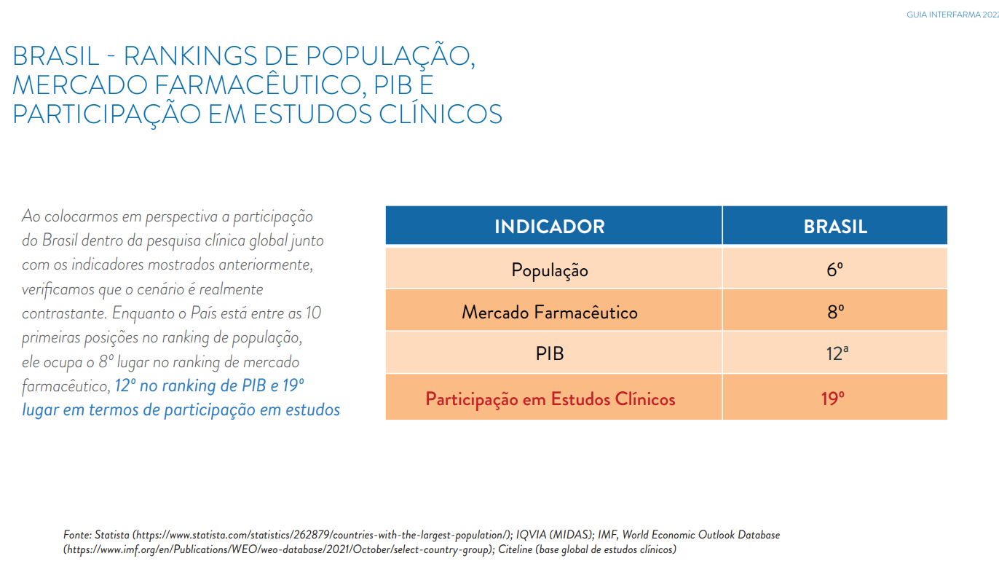 GUIA INTERFARMA 2022
BRASIL - RANKINGS DE POPULAÇÃO,
MERCADO FARMACÊUTICO, PIB E
PARTICIPAÇÃO EM ESTUDOS CLÍNICOS
Ao colocarmos em perspectiva a participação
do Brasil dentro da pesquisa clínica global junto
com os indicadores mostrados anteriormente,
verificamos que o cenário é realmente
contrastante. Enquanto o País está entre as 10
primeiras posições no ranking de população,
ele ocupa o 8º lugar no ranking de mercado
farmacêutico, 12º no ranking de PIB e 19º
lugar em termos de participação em estudos
INDICADOR BRASIL
População 6º
Mercado Farmacêutico 8º
PIB 12ª
Participação em Estudos Clínicos 19º
Fonte: Statista (https://www.statista.com/statistics/262879/countries-with-the-largest-population/); IQVIA (MIDAS); IMF, World Economic Outlook Database
(https://www.imf.org/en/Publications/WEO/weo-database/2021/October/select-country-group); Citeline (base global de estudos clínicos)